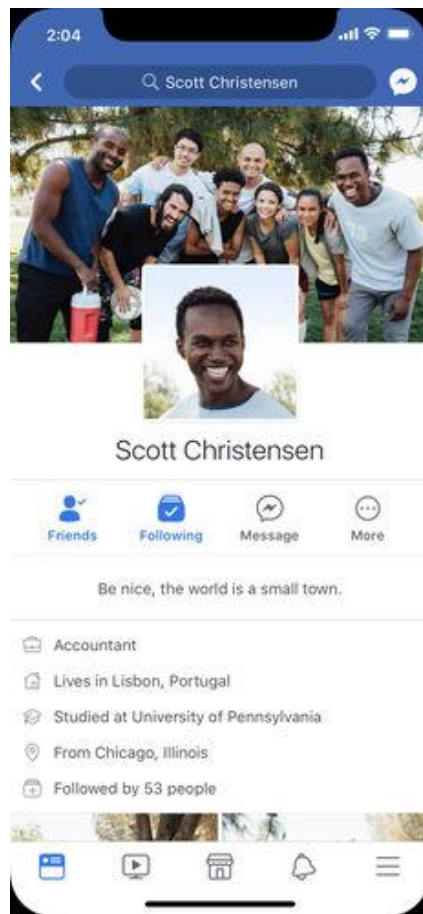 2:04
Scott Christensen
Scott Christensen
Friends Following Message More
Be nice, the world is a small town.
Accountant
Lives in Lisbon, Portugal
Studied at University of Pennsylvania
From Chicago, Illinois
Followed by 53 people